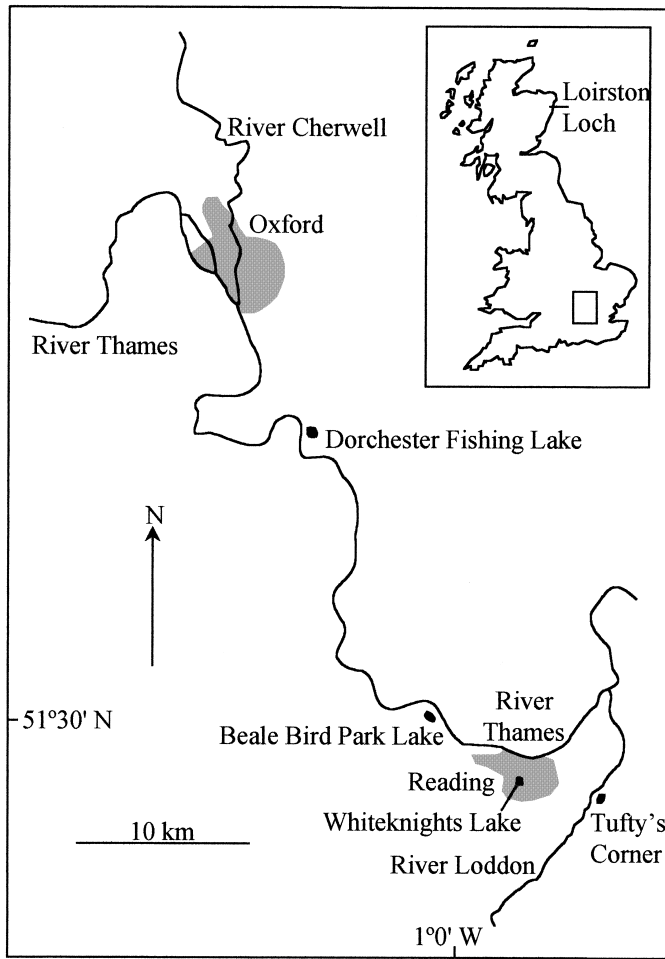 Loirston
Loch
River Cherwell
Oxford
River Thames
Dorchester Fishing Lake
N
51°30' N
River
Thames
Beale Bird Park Lake
Reading
Whiteknights Lake
10 km
Tufty's
Corner
River Loddon
1°0' W